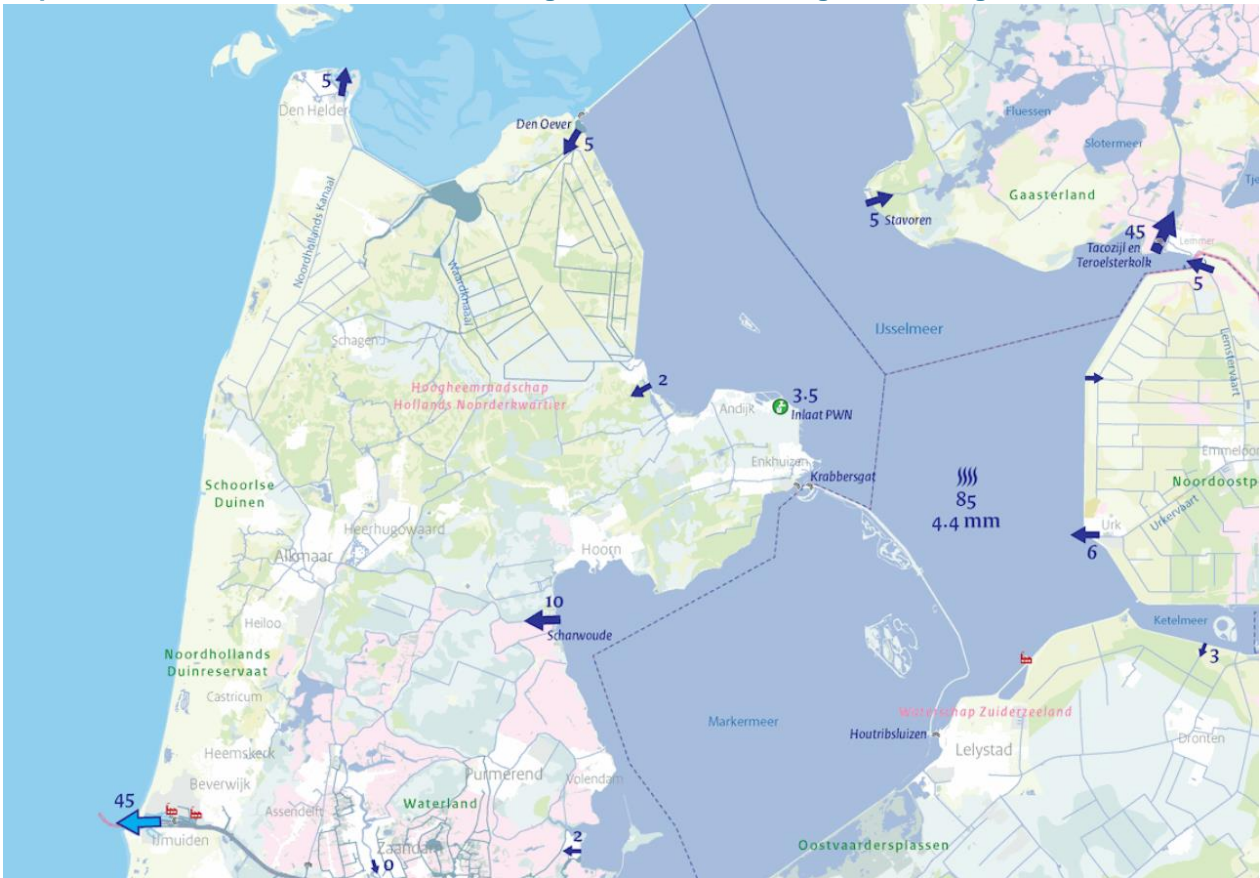 5
Den Helder
Den Oever
5
Fluessen
Slotermeer
Tje
Gaasterland
5 Stavoren
45
Tacozijl en
Teroelsterkolk
Lemmer
5
Noordhollands Kanaal
Waardknaal
Schagen
IJsselmeer
Lemstervaart
Hoogheemraadschap
Hollands Noorderkwartier
2
Andijk
3.5
Inlaat PWN
Enkhuizen
Krabbersgat
Emmeloor
Noordoostp
Schoorlse
Duinen
Heerhugowaard
Alkmaar
Hoorn
85
4.4 mm
Urk
Urkervaart
6
10
Scharwoude
Heiloo
Ketelmeer
3
Noordhollands
Duinreservaat
Castricum
Markermeer
Waterschap Zuiderzeeland
Houtribsluizen
Lelystad
Dronten
Heemskerk
Beverwijk
Purmerend
Volendam
Assendelft
Waterland
45
IJmuiden
Zaandam
2
0
Oostvaardersplassen